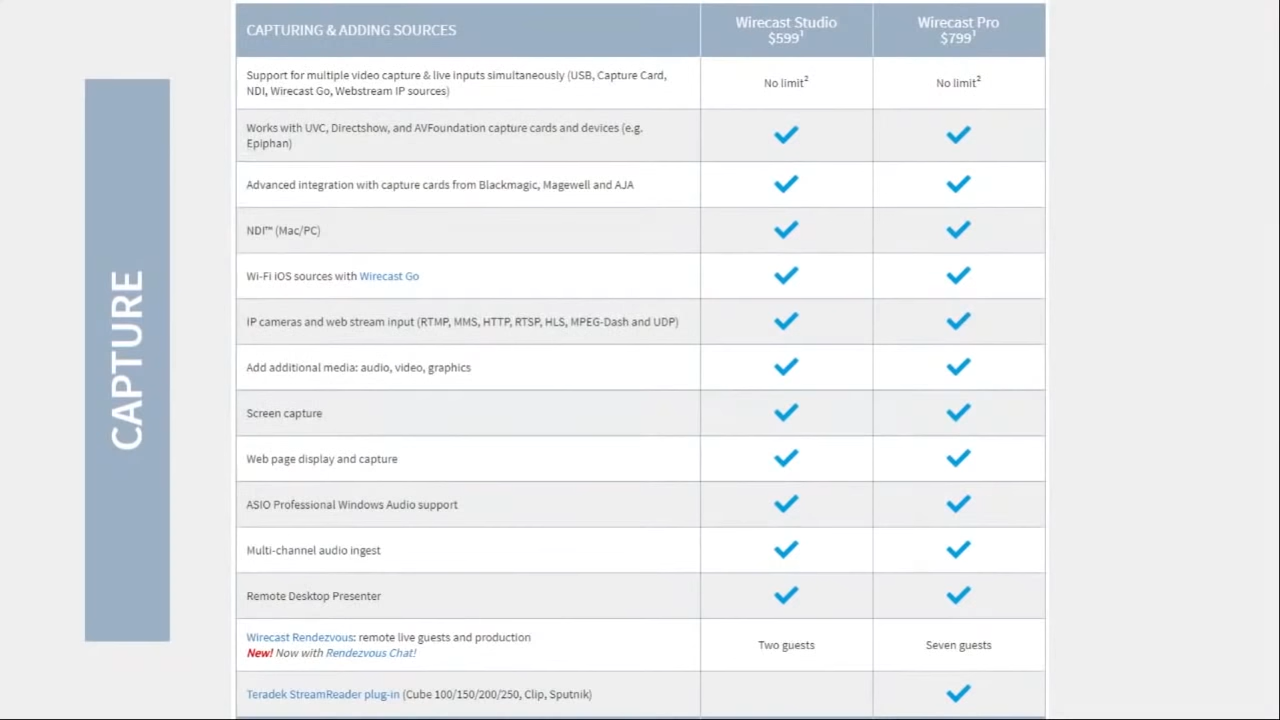 CAPTURE
CAPTURING & ADDING SOURCES
Wirecast Studio
$599¹
Wirecast Pro
$799¹
Support for multiple video capture & live inputs simultaneously (USB, Capture Card,
NDI, Wirecast Go, Webstream IP sources)
No limit²
No limit²
Works with UVC, Directshow, and AVFoundation capture cards and devices (e.g.
Epiphan)
Advanced integration with capture cards from Blackmagic, Magewell and AJA
NDI™ (Mac/PC)
Wi-Fi iOS sources with Wirecast Go
IP cameras and web stream input (RTMP, MMS, HTTP, RTSP, HLS, MPEG-Dash and UDP)
Add additional media: audio, video, graphics
Screen capture
Web page display and capture
ASIO Professional Windows Audio support
Multi-channel audio ingest
Remote Desktop Presenter
Wirecast Rendezvous: remote live guests and production
New! Now with Rendezvous Chat!
Two guests
Seven guests
Teradek StreamReader plug-in (Cube 100/150/200/250, Clip, Sputnik)